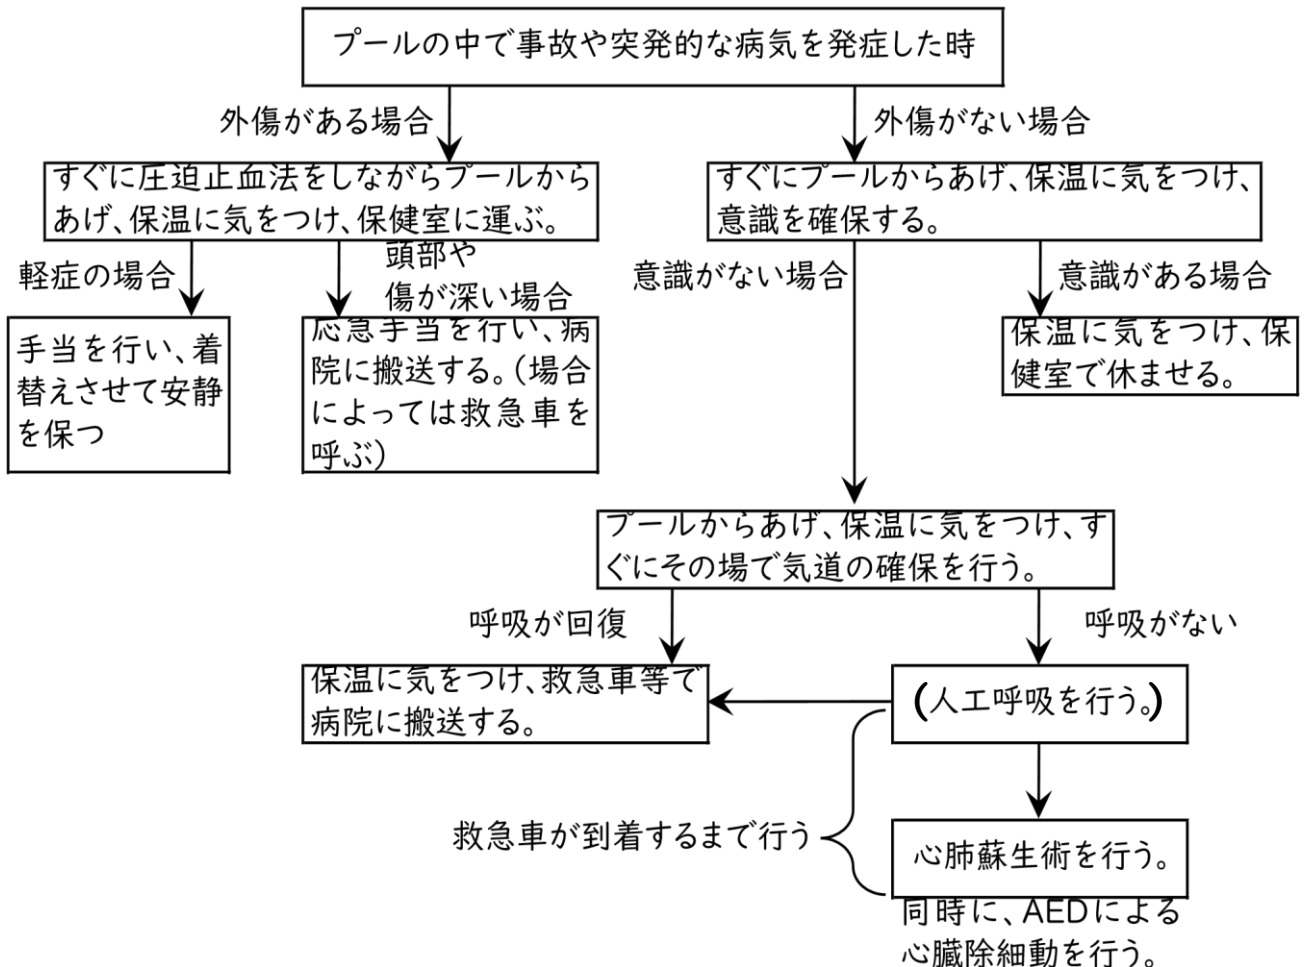 プールの中で事故や突発的な病気を発症した時
外傷がある場合
外傷がない場合
すぐに圧迫止血法をしながらプールから
あげ、保温に気をつけ、保健室に運ぶ。
すぐにプールからあげ、保温に気をつけ、
意識を確保する。
軽症の場合
頭部や
傷が深い場合
意識がない場合
意識がある場合
手当を行い、着
替えさせて安静
を保つ
応急手当を行い、病
院に搬送する。(場合
によっては救急車を
呼ぶ)
保温に気をつけ、保
健室で休ませる。
プールからあげ、保温に気をつけ、す
ぐにその場で気道の確保を行う。
呼吸が回復
呼吸がない
保温に気をつけ、救急車等で
病院に搬送する。
(人工呼吸を行う。)
救急車が到着するまで行う
心肺蘇生術を行う。
同時に、AEDによる
心臓除細動を行う。